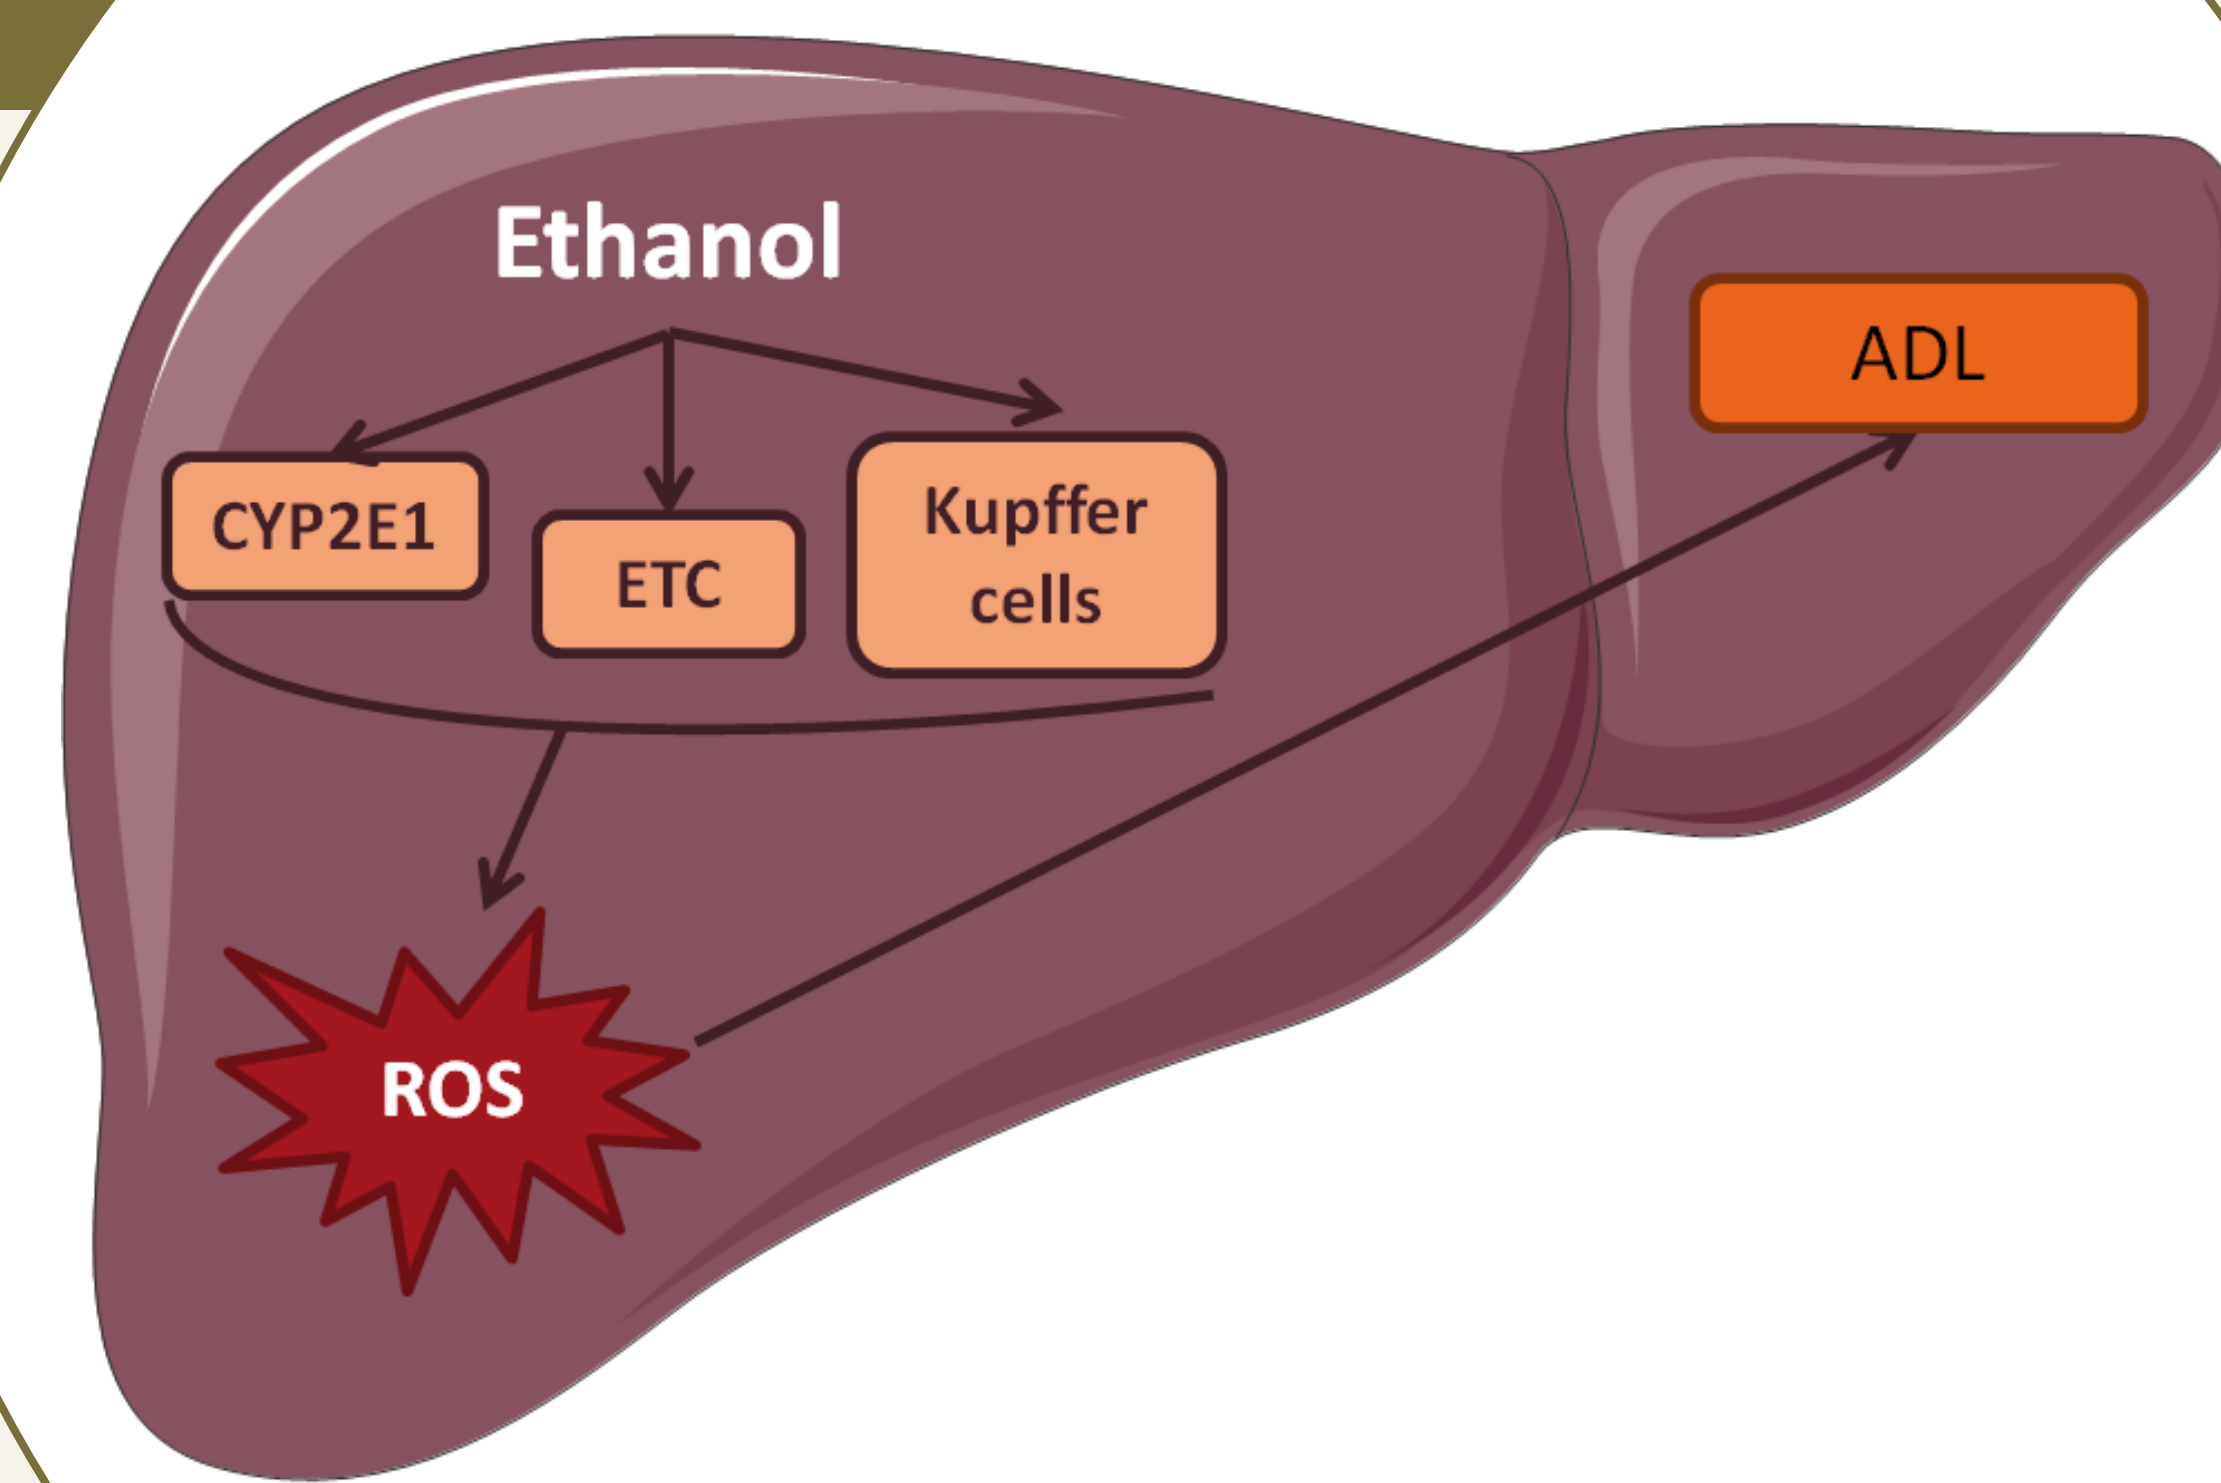 Ethanol
CYP2E1
ETC
Kupffer
cells
ADL
ROS